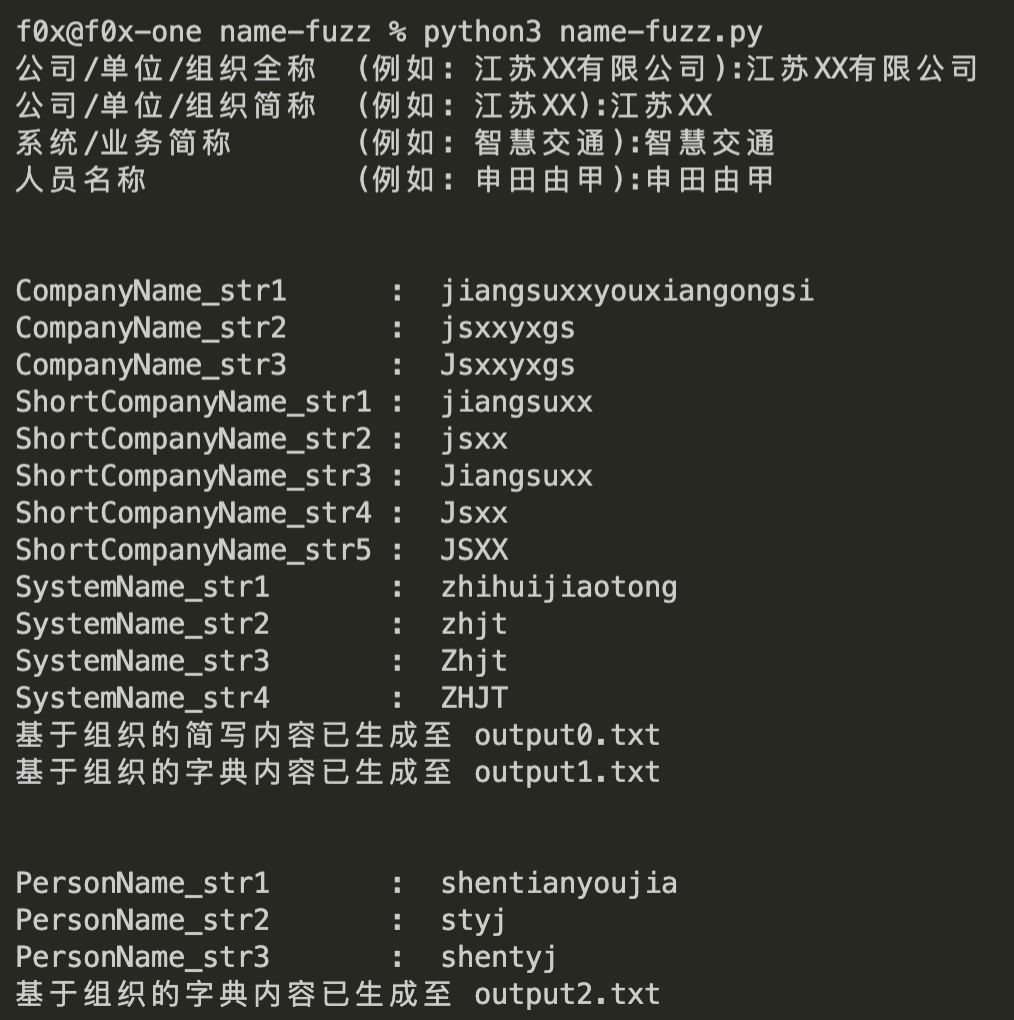 f0x@f0x-one name-fuzz % python3 name-fuzz.py
公司/单位/组织全称  (例如: 江苏XX有限公司):江苏XX有限公司
公司/单位/组织简称  (例如: 江苏XX):江苏XX
系统/业务简称       (例如: 智慧交通):智慧交通
人员名称            (例如: 申田由甲):申田由甲
CompanyName_str1      :  jiangsuxxyouxiangongsi
CompanyName_str2      :  jsxxyxgs
CompanyName_str3      :  Jsxxyxgs
ShortCompanyName_str1 :  jiangsuxx
ShortCompanyName_str2 :  jsxx
ShortCompanyName_str3 :  Jiangsuxx
ShortCompanyName_str4 :  Jsxx
ShortCompanyName_str5 :  JSXX
SystemName_str1       :  zhihuijiaotong
SystemName_str2       :  zhjt
SystemName_str3       :  Zhjt
SystemName_str4       :  ZHJT
基于组织的简写内容已生成至 output0.txt
基于组织的字典内容已生成至 output1.txt
PersonName_str1       :  shentianyoujia
PersonName_str2       :  styj
PersonName_str3       :  shentyj
基于组织的字典内容已生成至 output2.txt